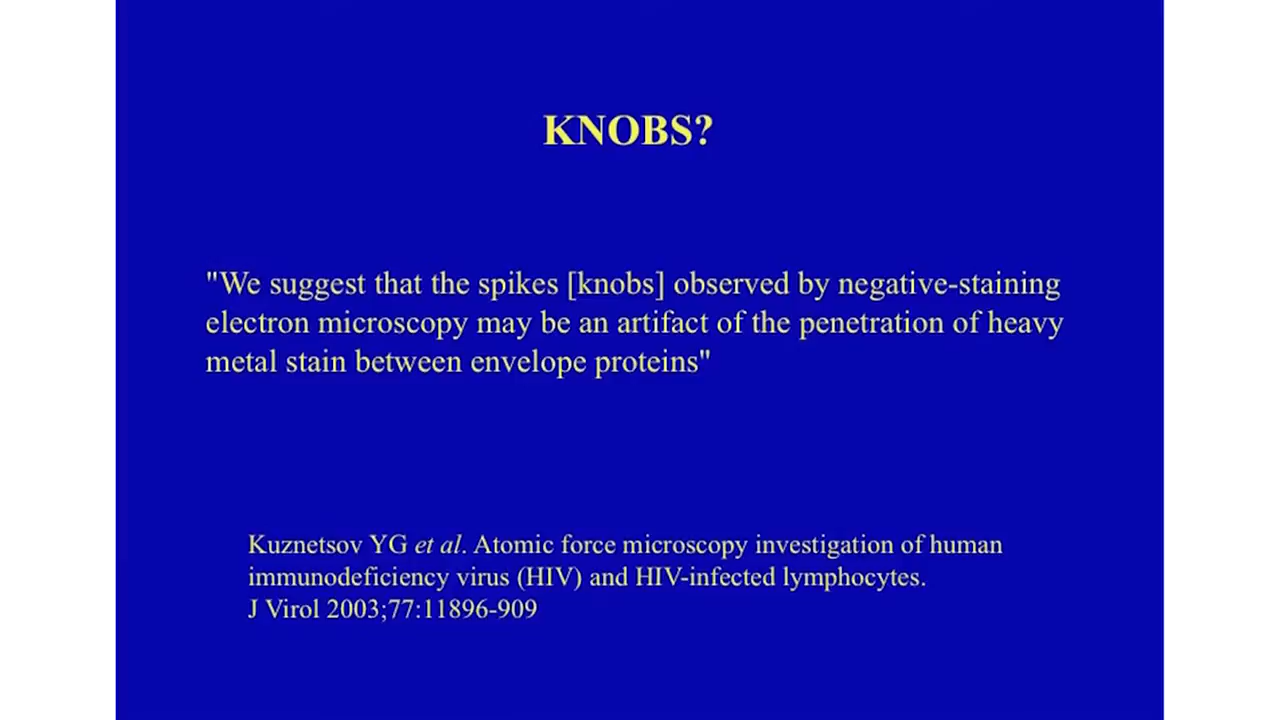 KNOBS?
"We suggest that the spikes [knobs] observed by negative-staining
electron microscopy may be an artifact of the penetration of heavy
metal stain between envelope proteins"
Kuznetsov YG et al. Atomic force microscopy investigation of human
immunodeficiency virus (HIV) and HIV-infected lymphocytes.
J Virol 2003;77:11896-909